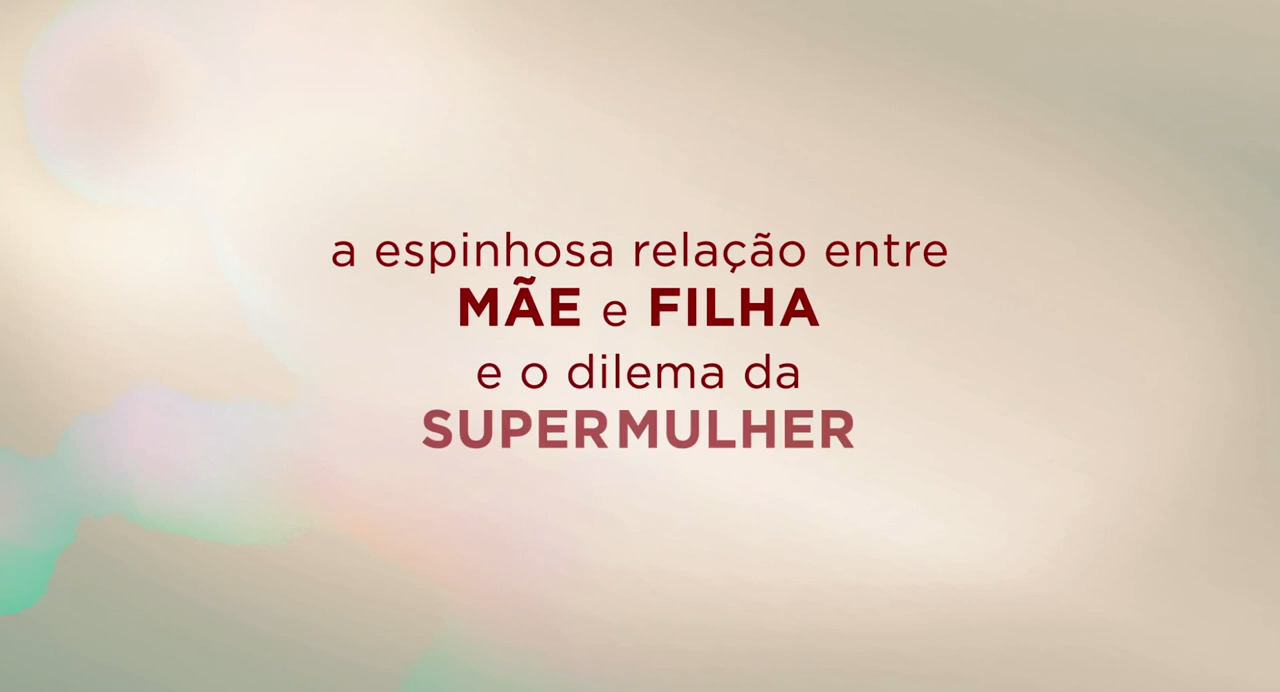 a espinhosa relação entre
MÃE e FILHA
e o dilema da
SUPERMULHER